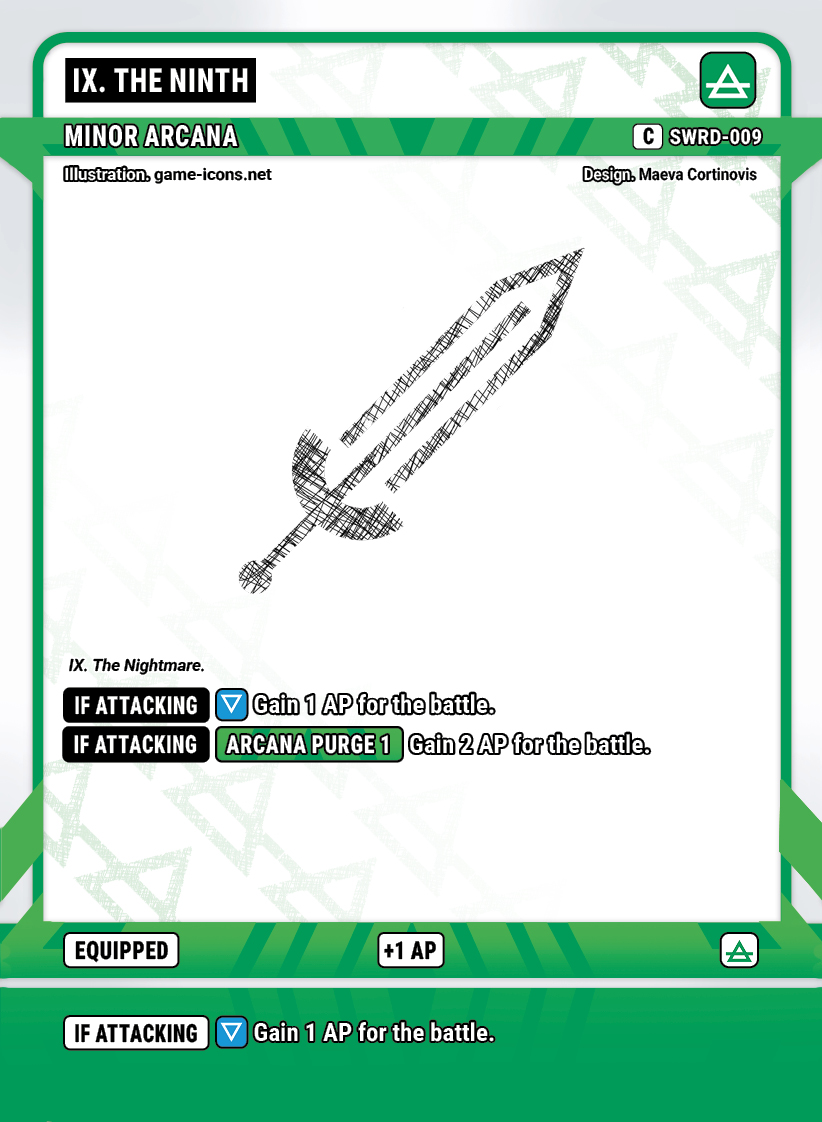 IX. THE NINTH
MINOR ARCANA
C SWRD-009
Illustration. game-icons.net
Design. Maeva Cortinovis
IX. The Nightmare.
IF ATTACKING Gain 1 AP for the battle.
IF ATTACKING ARCANA PURGE 1 Gain 2 AP for the battle.
EQUIPPED +1 AP
IF ATTACKING Gain 1 AP for the battle.